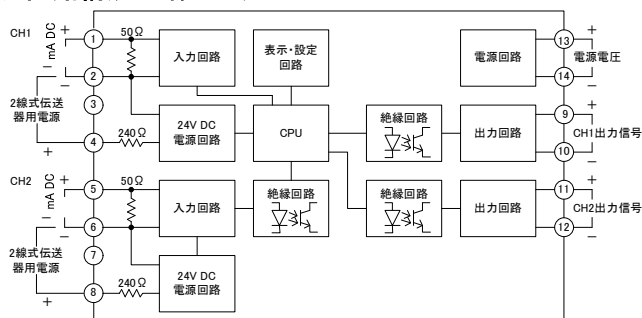 CH1
+
mA DC
−
2線式伝送
器用電源
+
1
2
3
4
50Ω
240Ω
入力回路
24V DC
電源回路
表示・設定
回路
CPU
電源回路
13
+
電源電圧
14
−
絶縁回路
出力回路
9
+
CH1出力信号
10
−
CH2
+
mA DC
−
2線式伝送
器用電源
+
5
6
7
8
50Ω
240Ω
入力回路
24V DC
電源回路
絶縁回路
絶縁回路
出力回路
11
+
CH2出力信号
12
−